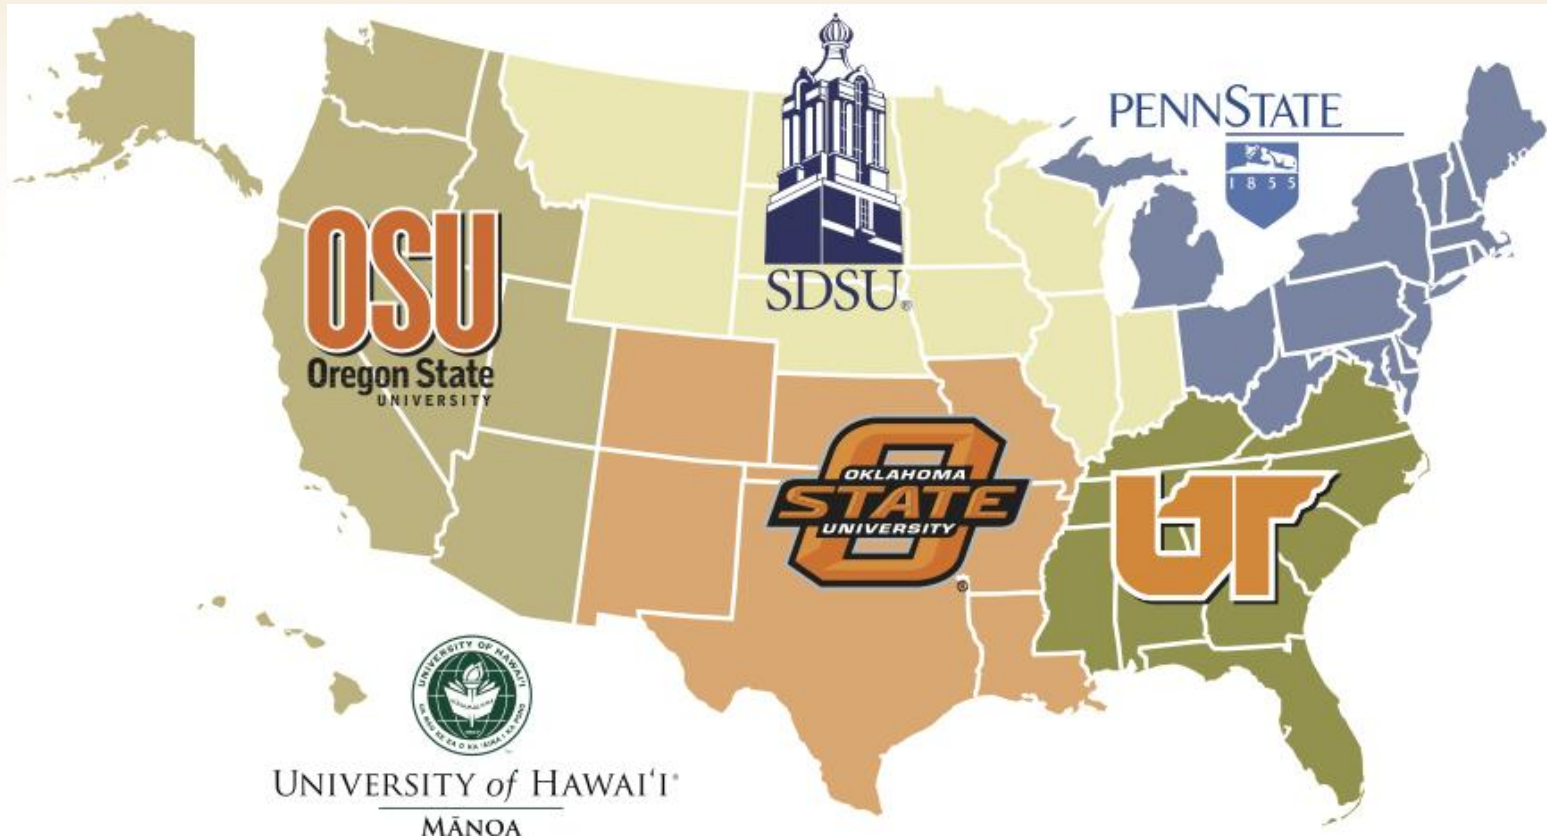 SDSU®
PENNSTATE
1855
OSU
Oregon State
UNIVERSITY
OKLAHOMA
STATE
UNIVERSITY
®
UT
UNIVERSITY OF HAWAI‘I
UNIVERSITY of HAWAI‘I®
MĀNOA